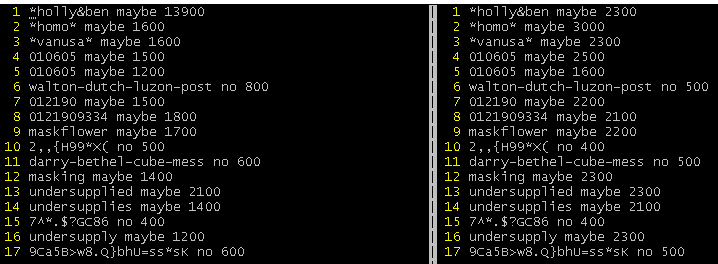 1 *holly&ben maybe 13900
2 *homo* maybe 1600
3 *vanusa* maybe 1600
4 010605 maybe 1500
5 010605 maybe 1200
6 walton-dutch-luzon-post no 800
7 012190 maybe 1500
8 0121909334 maybe 1800
9 maskflower maybe 1700
10 2,,{H99*X( no 500
11 darry-bethel-cube-mess no 600
12 masking maybe 1400
13 undersupplied maybe 2100
14 undersupplies maybe 1400
15 7^*.$?GC86 no 400
16 undersupply maybe 1200
17 9Ca5B>w8.Q}bhU=ss*sK no 600
1 *holly&ben maybe 2300
2 *homo* maybe 3000
3 *vanusa* maybe 2300
4 010605 maybe 2500
5 010605 maybe 1600
6 walton-dutch-luzon-post no 500
7 012190 maybe 2200
8 0121909334 maybe 2100
9 maskflower maybe 2200
10 2,,{H99*X( no 400
11 darry-bethel-cube-mess no 500
12 masking maybe 2300
13 undersupplied maybe 2300
14 undersupplies maybe 2100
15 7^*.$?GC86 no 400
16 undersupply maybe 2300
17 9Ca5B>w8.Q}bhU=ss*sK no 500